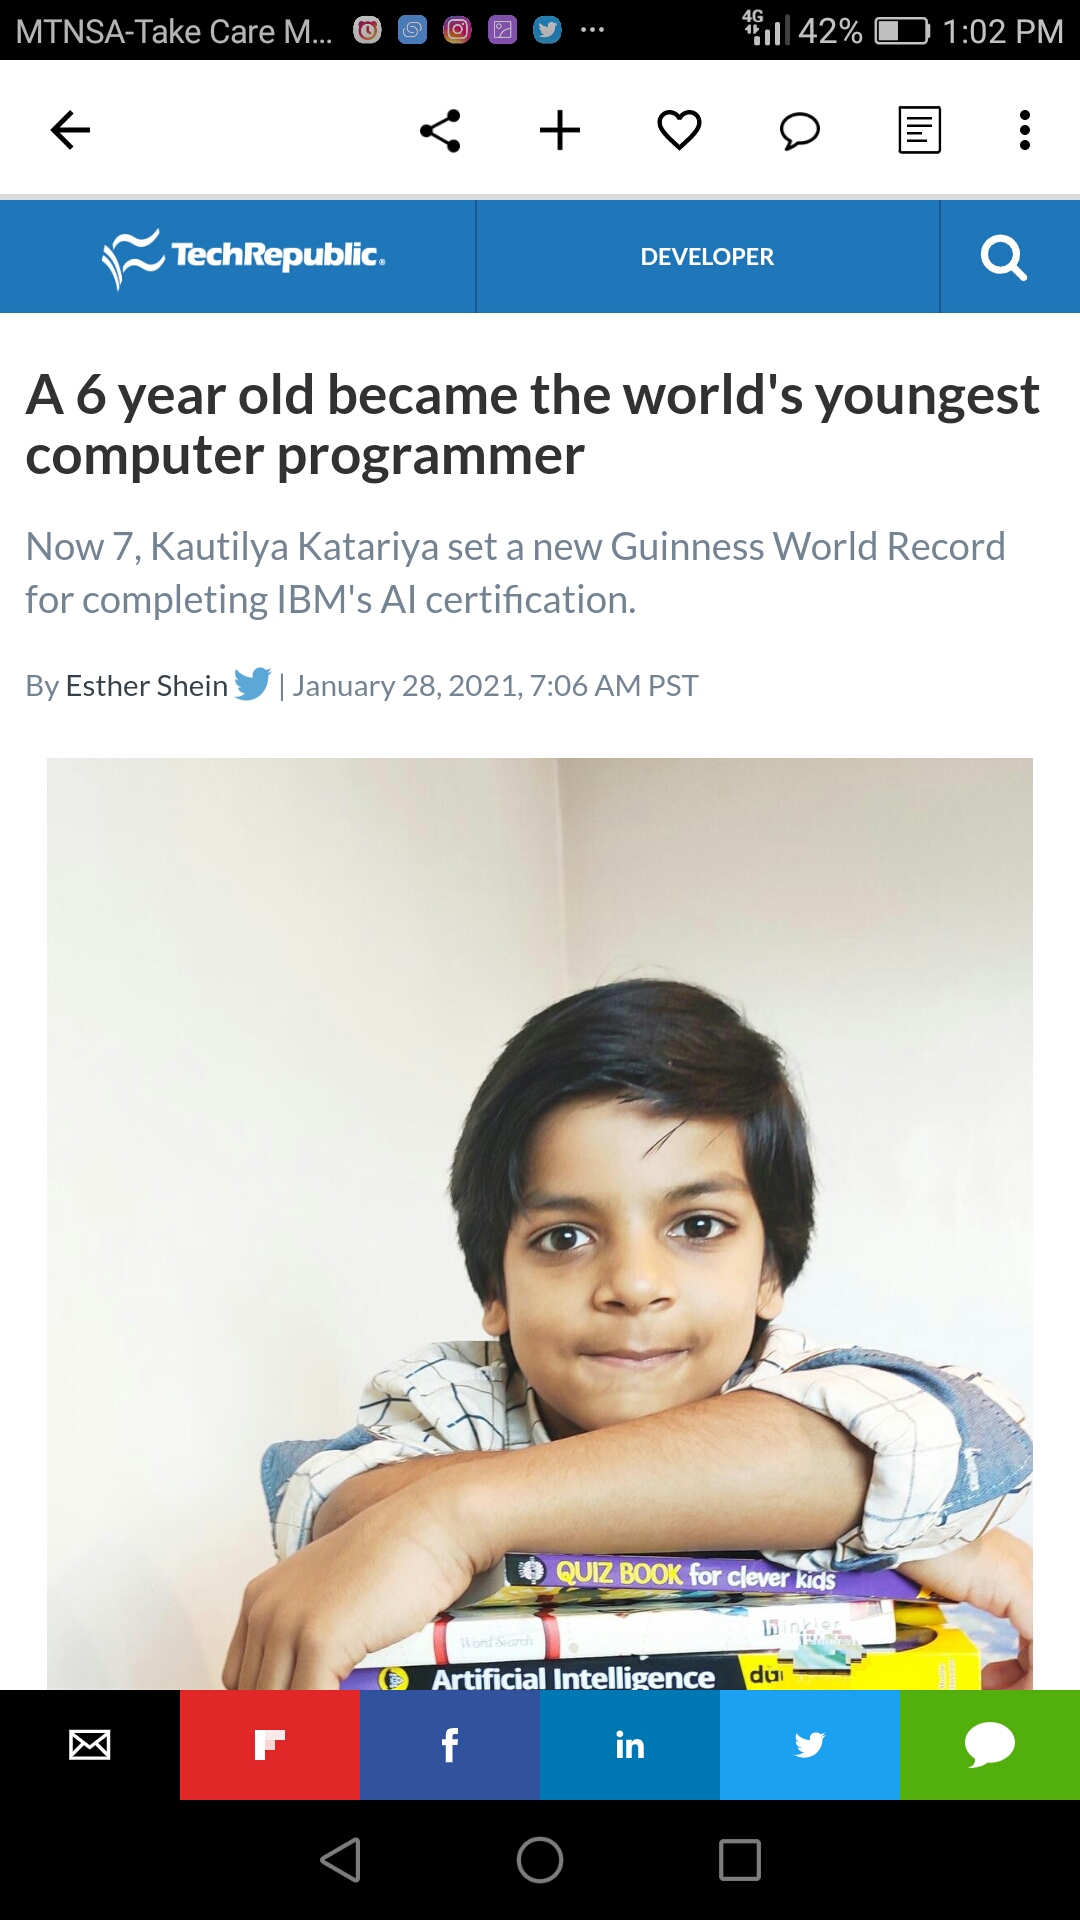 MTNSA-Take Care M... 4G 42% 1:02 PM
TechRepublic. DEVELOPER
A 6 year old became the world's youngest
computer programmer
Now 7, Kautilya Katariya set a new Guinness World Record
for completing IBM's AI certification.
By Esther Shein | January 28, 2021, 7:06 AM PST
QUIZ BOOK for clever kids
Word Search hinkler
Artificial Intelligence
f in